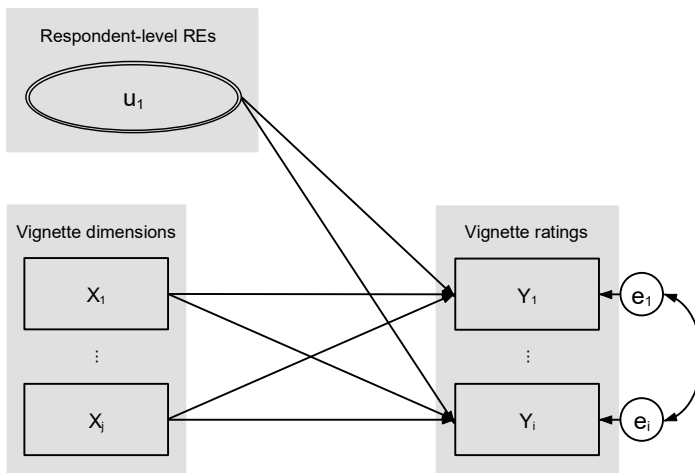 Respondent-level REs
u₁
Vignette dimensions
Vignette ratings
X₁
Y₁
e₁
⋮
⋮
Xⱼ
Yᵢ
eᵢ